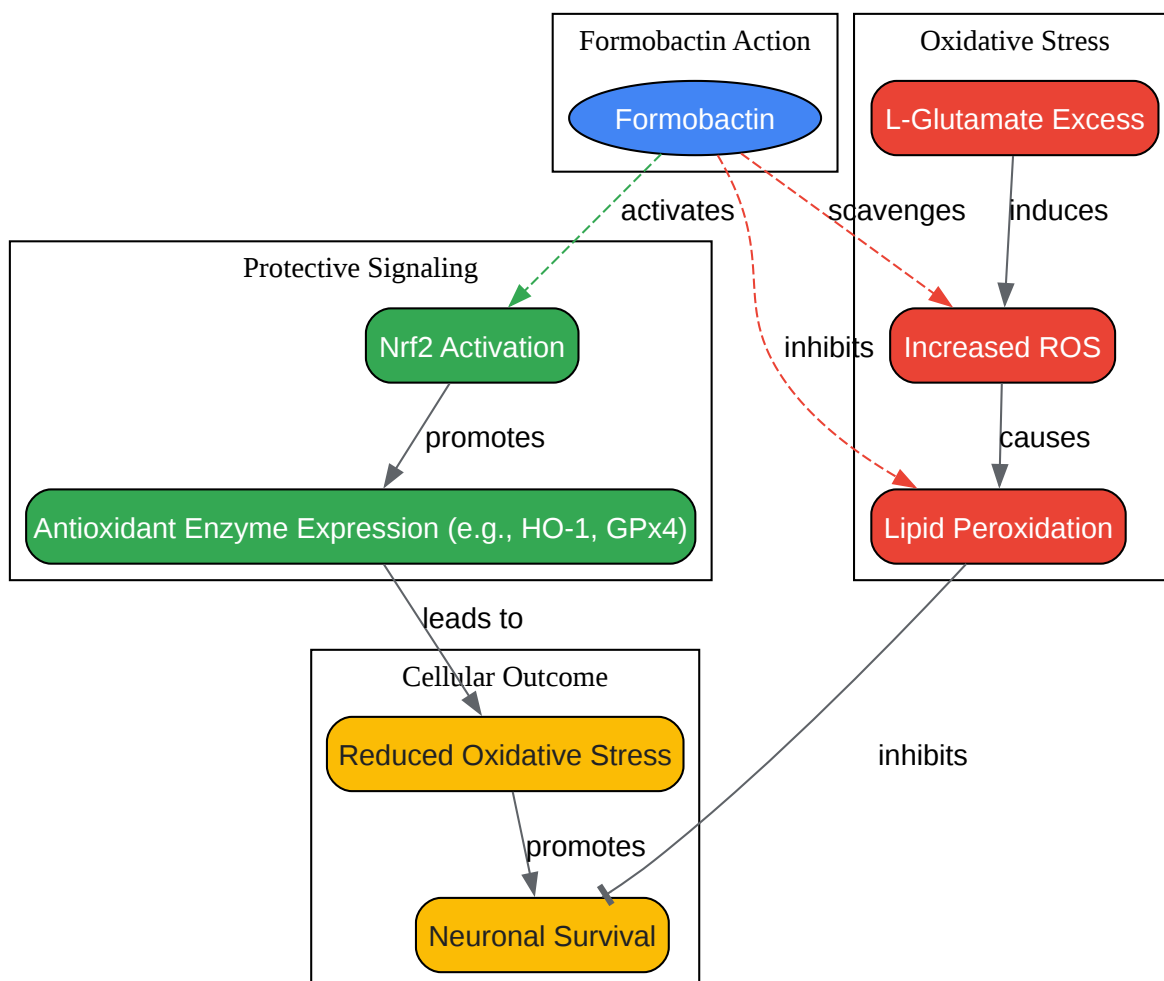 Formobactin Action
Oxidative Stress
Formobactin
L-Glutamate Excess
activates
scavenges
induces
Protective Signaling
Nrf2 Activation
inhibits
Increased ROS
promotes
causes
Antioxidant Enzyme Expression (e.g., HO-1, GPx4)
Lipid Peroxidation
leads to
Cellular Outcome
Reduced Oxidative Stress
inhibits
promotes
Neuronal Survival